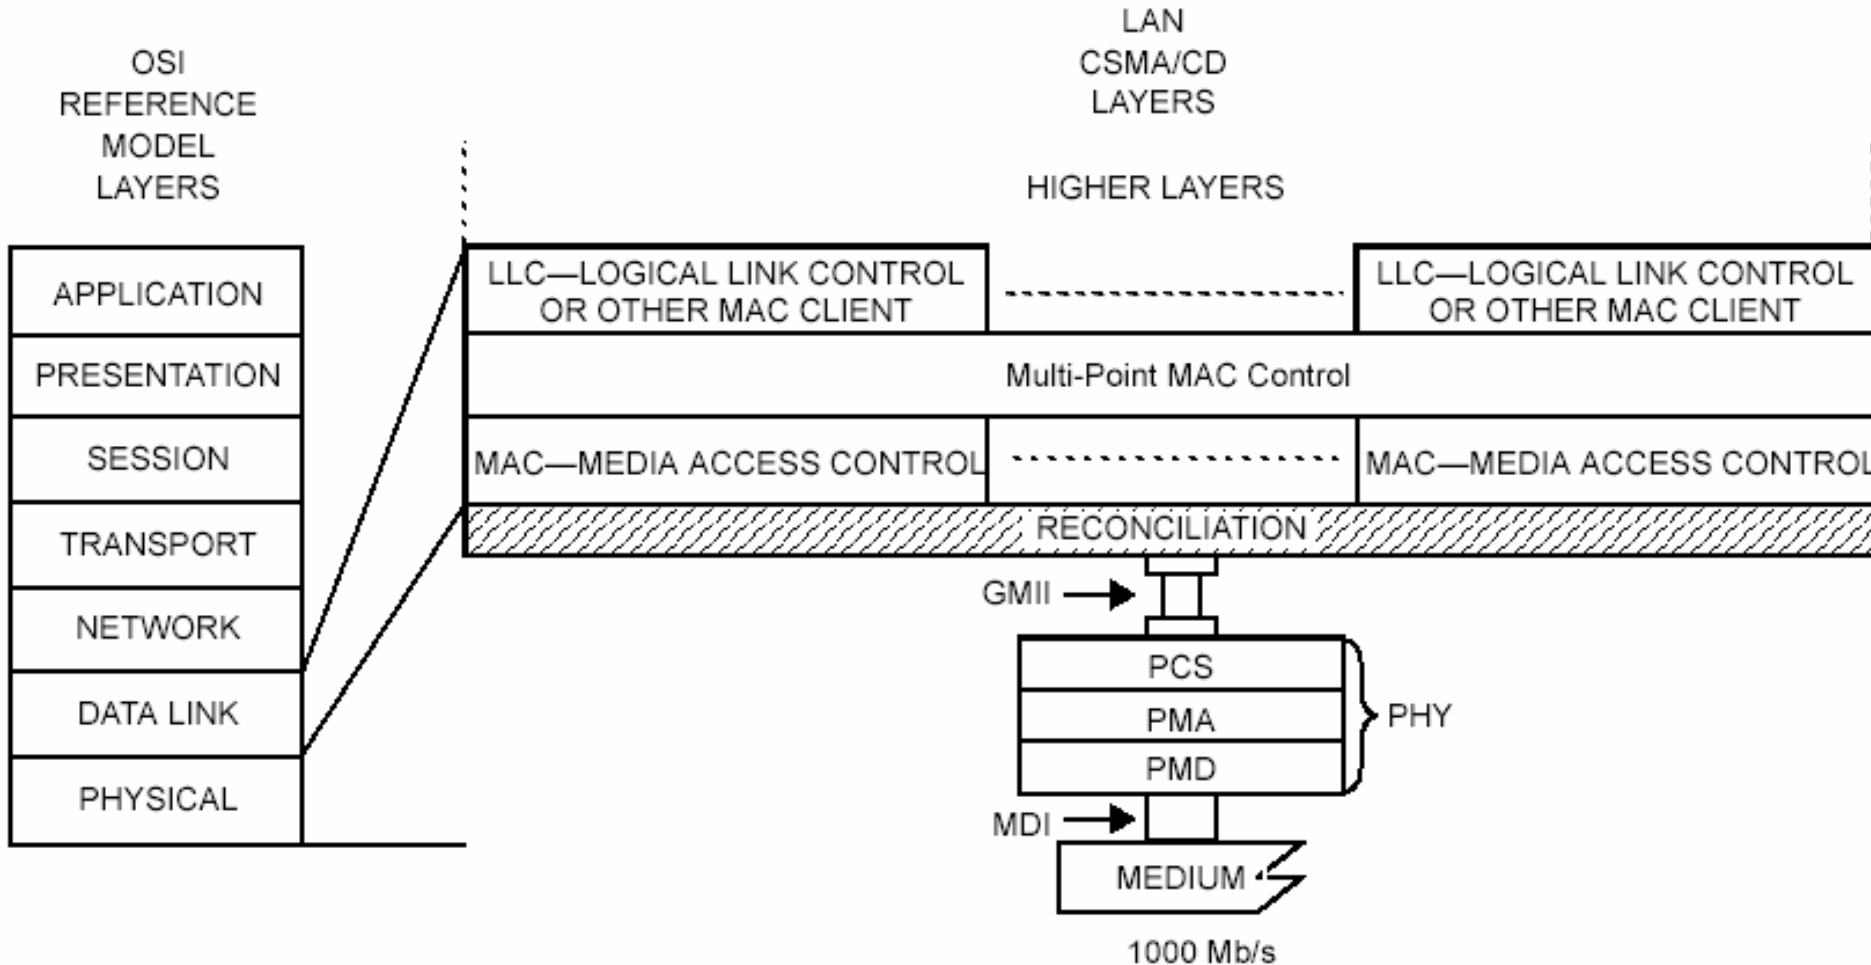 OSI
REFERENCE
MODEL
LAYERS
LAN
CSMA/CD
LAYERS
HIGHER LAYERS
APPLICATION
PRESENTATION
SESSION
TRANSPORT
NETWORK
DATA LINK
PHYSICAL
LLC—LOGICAL LINK CONTROL
OR OTHER MAC CLIENT
LLC—LOGICAL LINK CONTROL
OR OTHER MAC CLIENT
Multi-Point MAC Control
MAC—MEDIA ACCESS CONTROL
MAC—MEDIA ACCESS CONTROL
RECONCILIATION
GMII
PCS
PMA
PMD
PHY
MDI
MEDIUM
1000 Mb/s